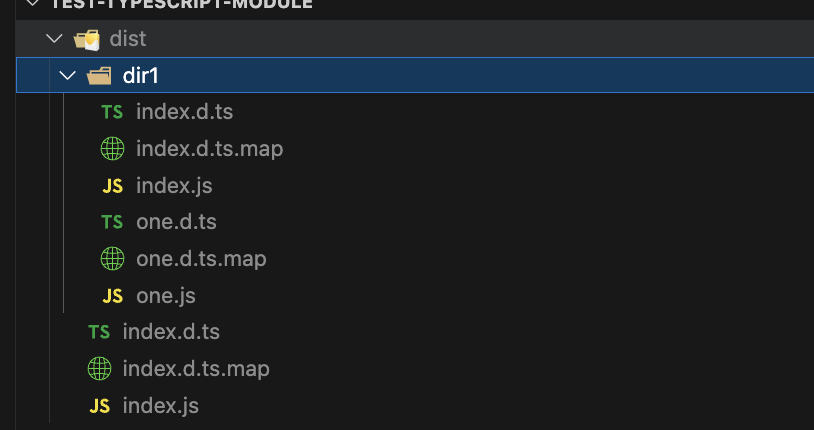 TEST-TYPESCRIPT-MODULE
dist
dir1
TS index.d.ts
index.d.ts.map
JS index.js
TS one.d.ts
one.d.ts.map
JS one.js
TS index.d.ts
index.d.ts.map
JS index.js